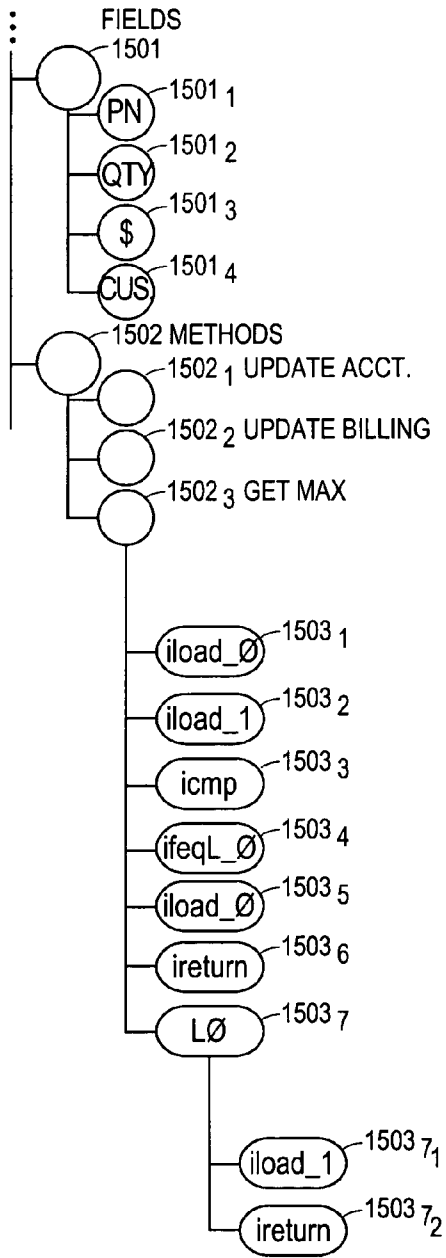 FIELDS
1501
PN 1501 1
QTY 1501 2
$ 1501 3
CUS. 1501 4
1502 METHODS
1502 1 UPDATE ACCT.
1502 2 UPDATE BILLING
1502 3 GET MAX
iload_Ø 1503 1
iload_1 1503 2
icmp 1503 3
ifeqL_Ø 1503 4
iload_Ø 1503 5
ireturn 1503 6
LØ 1503 7
iload_1 1503 7 1
ireturn 1503 7 2